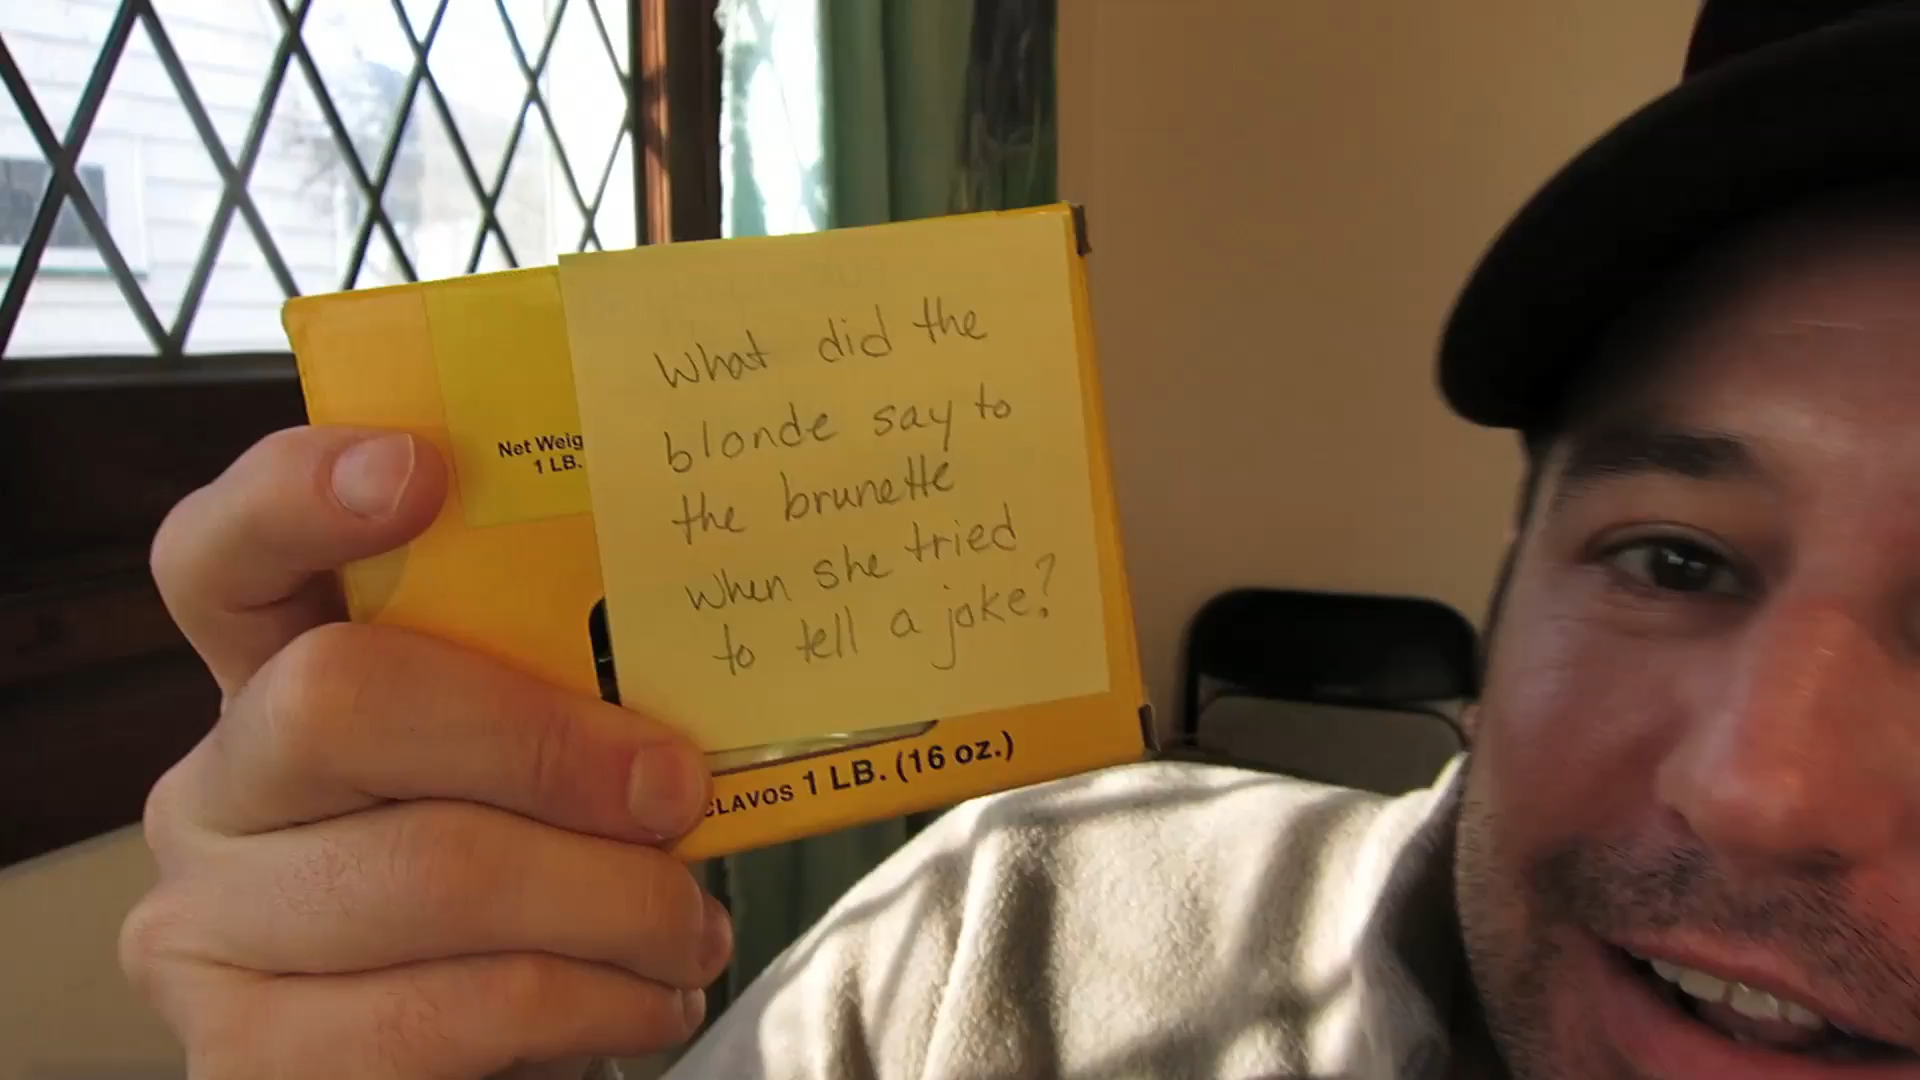 What did the
blonde say to
the brunette
when she tried
to tell a joke?
Net Weig
1 LB.
CLAVOS 1 LB. (16 oz.)